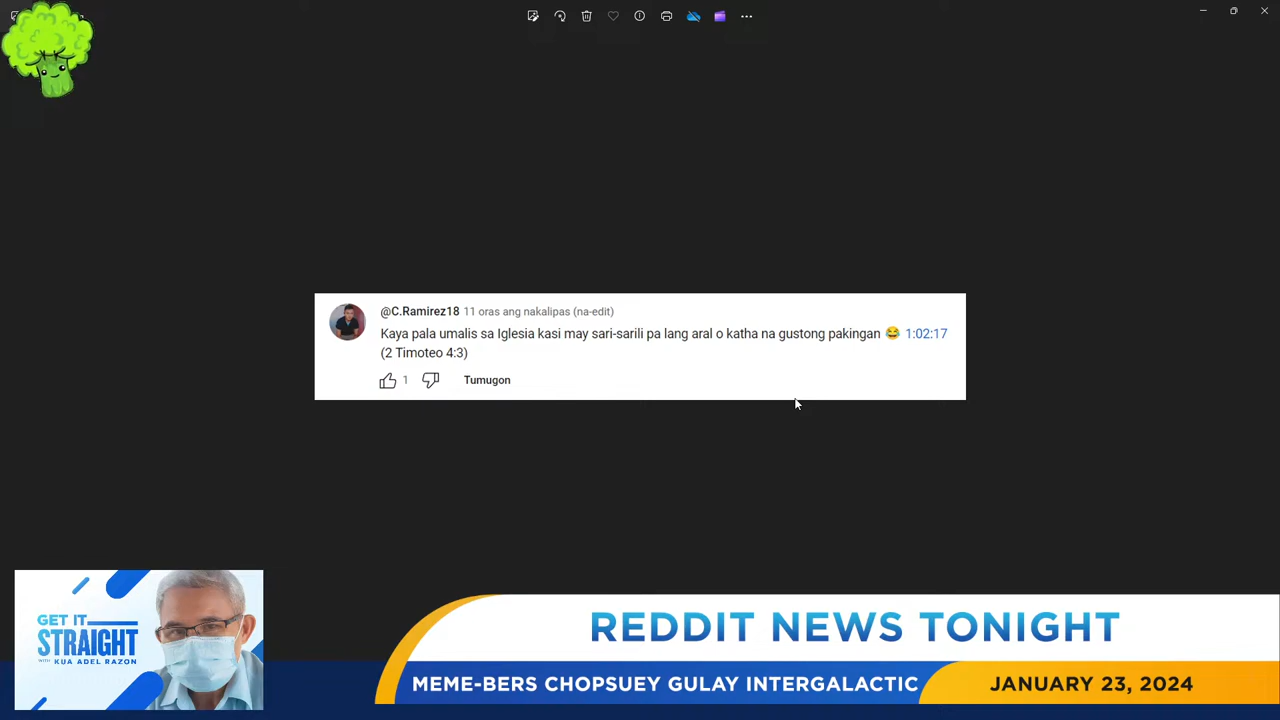 @C.Ramirez18 11 oras ang nakalipas (na-edit)
Kaya pala umalis sa Iglesia kasi may sari-sarili pa lang aral o katha na gustong pakingan 😂 1:02:17
(2 Timoteo 4:3)
1 Tumugon
GET IT
STRAIGHT
WITH KUA ADEL RAZON
REDDIT NEWS TONIGHT
MEME-BERS CHOPSUEY GULAY INTERGALACTIC
JANUARY 23, 2024